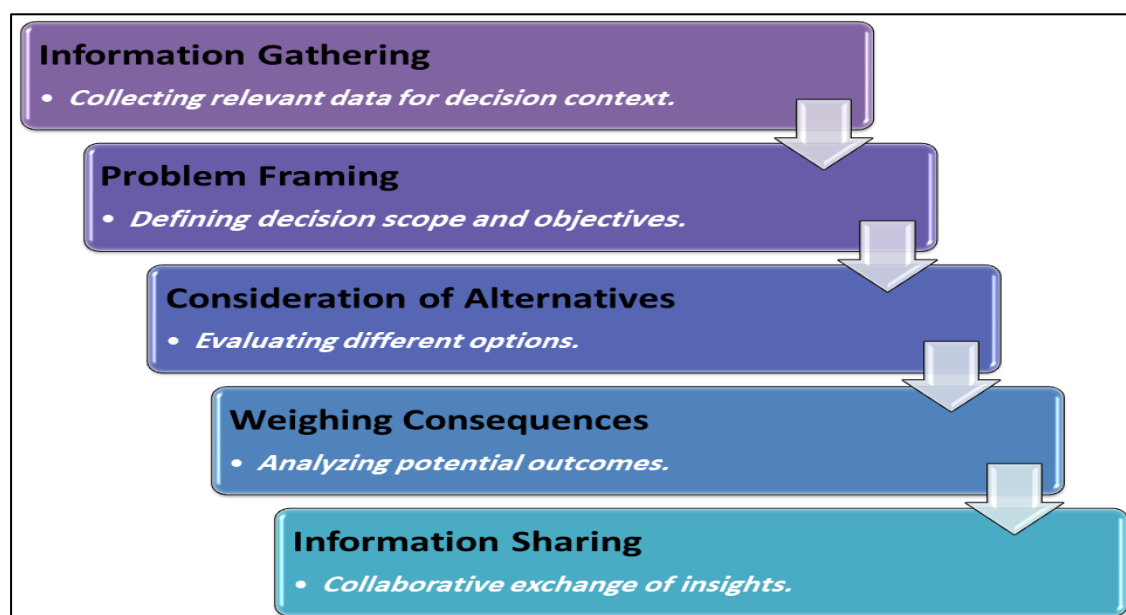 Information Gathering
• Collecting relevant data for decision context.
Problem Framing
• Defining decision scope and objectives.
Consideration of Alternatives
• Evaluating different options.
Weighing Consequences
• Analyzing potential outcomes.
Information Sharing
• Collaborative exchange of insights.